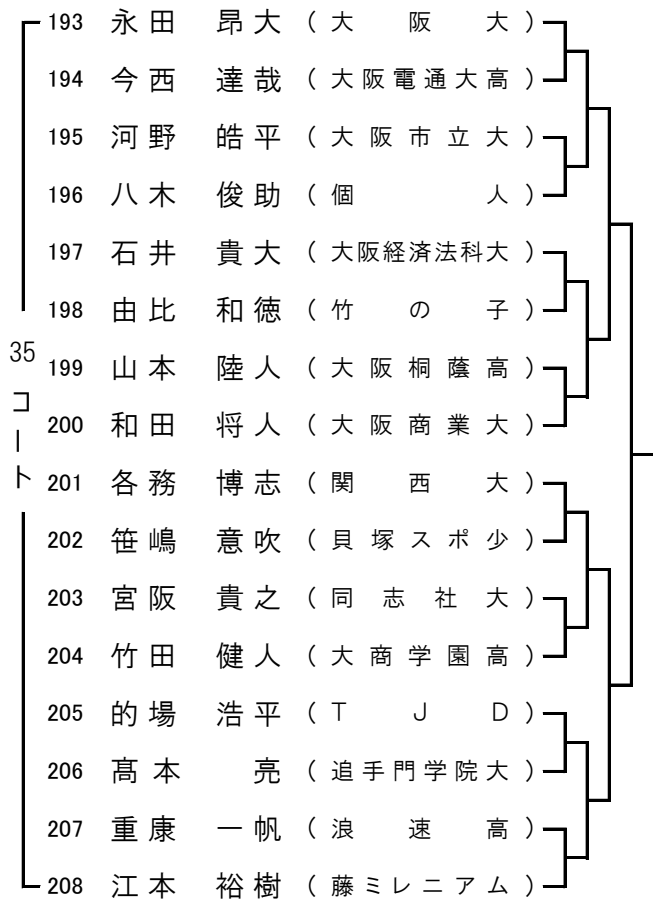 193 永田 昂大 (大阪大)
194 今西 達哉 (大阪電通大高)
195 河野 皓平 (大阪市立大)
196 八木 俊助 (個人)
197 石井 貴大 (大阪経済法科大)
198 由比 和徳 (竹の子)
199 山本 陸人 (大阪桐蔭高)
200 和田 将人 (大阪商業大)
201 各務 博志 (関西大)
202 笹嶋 意吹 (貝塚スポ少)
203 宮阪 貴之 (同志社大)
204 竹田 健人 (大商学園高)
205 的場 浩平 (TJD)
206 髙本 亮 (追手門学院大)
207 重康 一帆 (浪速高)
208 江本 裕樹 (藤ミレニアム)
35コート